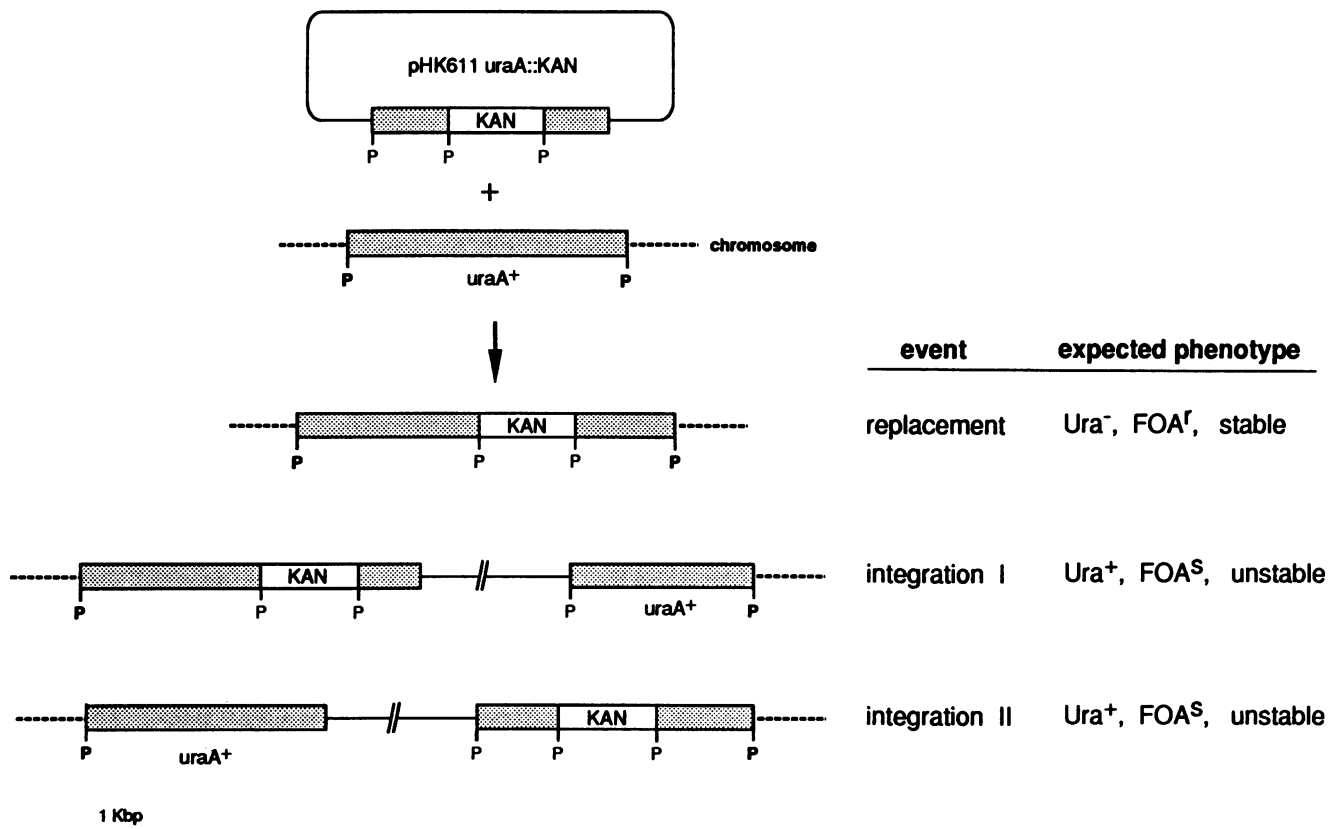 pHK611 uraA::KAN
KAN
P P P
+
chromosome
P uraA+ P
event expected phenotype
KAN
P P P P
replacement Ura-, FOAr, stable
KAN
P P P P uraA+ P
integration I Ura+, FOAS, unstable
KAN
P uraA+ P P P P
integration II Ura+, FOAS, unstable
1 Kbp